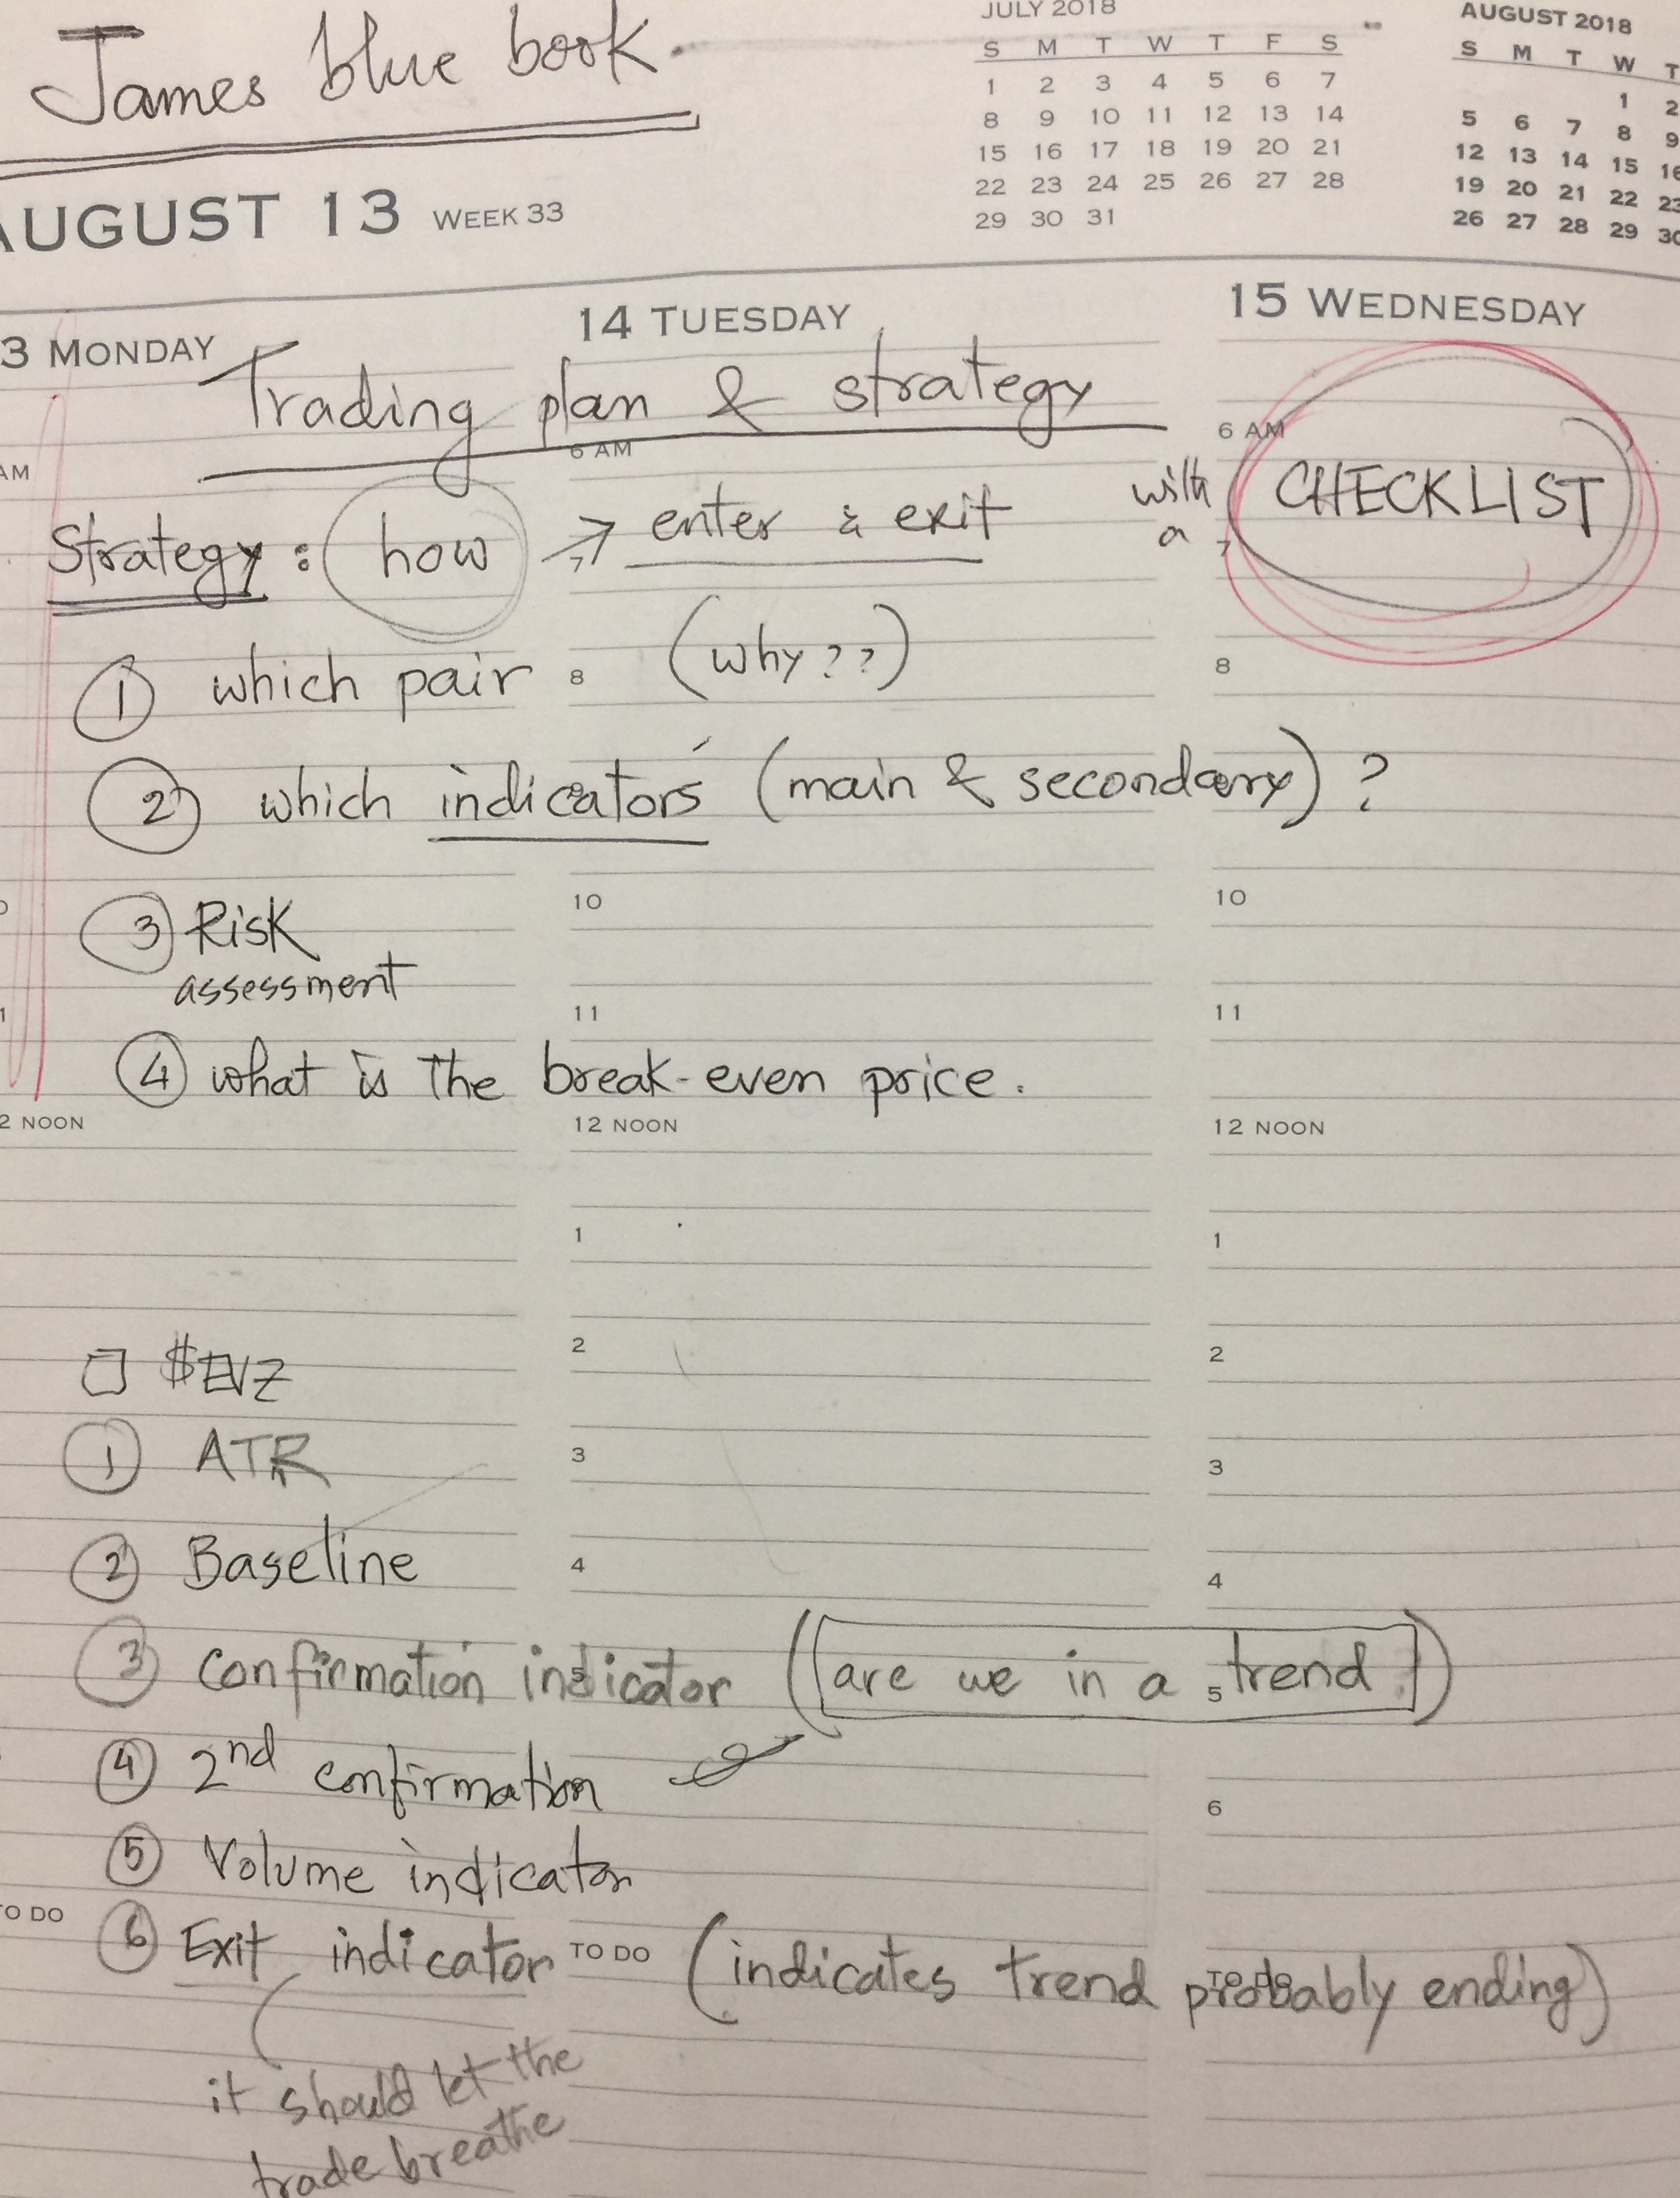 James blue book
JULY 2018
S M T W T F S
1 2 3 4 5 6 7
8 9 10 11 12 13 14
15 16 17 18 19 20 21
22 23 24 25 26 27 28
29 30 31
AUGUST 2018
S M T W T
1 2
5 6 7 8 9
12 13 14 15 16
19 20 21 22 23
26 27 28 29 30
AUGUST 13 WEEK 33
3 MONDAY
14 TUESDAY
15 WEDNESDAY
Trading plan & strategy
AM
6 AM
6 AM
Strategy : how → enter & exit with a CHECKLIST
7
7
① which pair (why??)
8
8
② which indicators (main & secondary) ?
③ Risk assessment
10
10
11
11
④ what is the break-even price.
2 NOON
12 NOON
12 NOON
1
1
2
2
$EVZ
① ATR
3
3
② Baseline
4
4
③ confirmation indicator (are we in a trend)
5
④ 2nd confirmation
6
⑤ Volume indicator
TO DO
⑥ Exit indicator (indicates trend probably ending)
TO DO
TO DO
it should let the
trade breathe